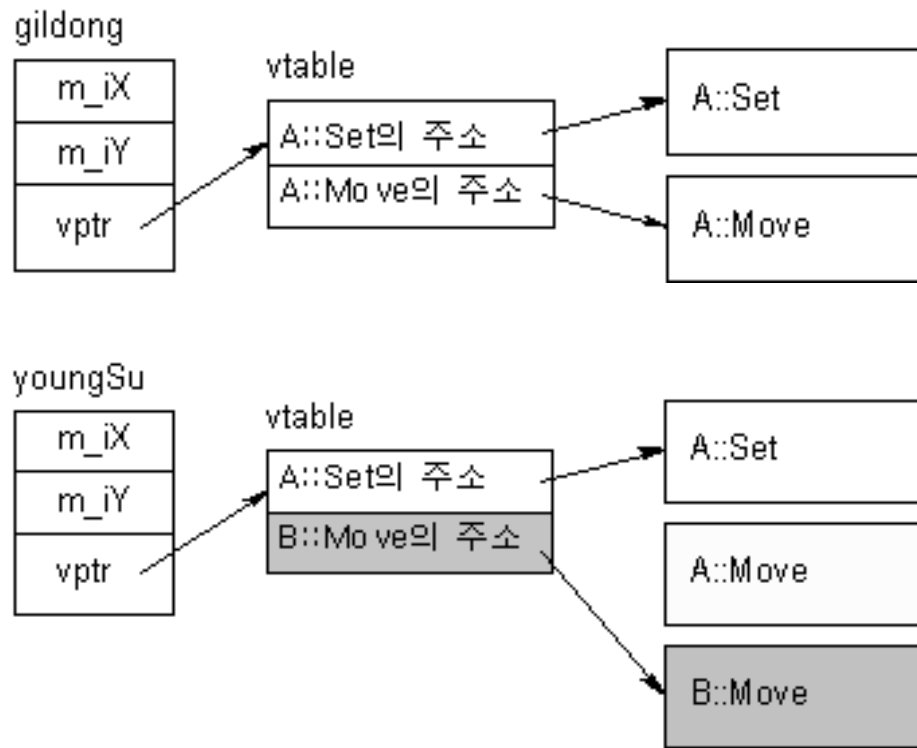 gildong
m_iX
m_iY
vptr
vtable
A::Set의 주소
A::Move의 주소
A::Set
A::Move
youngSu
m_iX
m_iY
vptr
vtable
A::Set의 주소
B::Move의 주소
A::Set
A::Move
B::Move